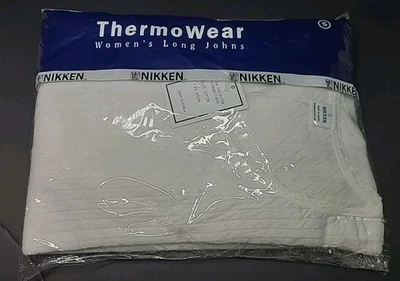 ThermoWear
Women's Long Johns
S
NIKKEN NIKKEN NIKKEN
NIKKEN